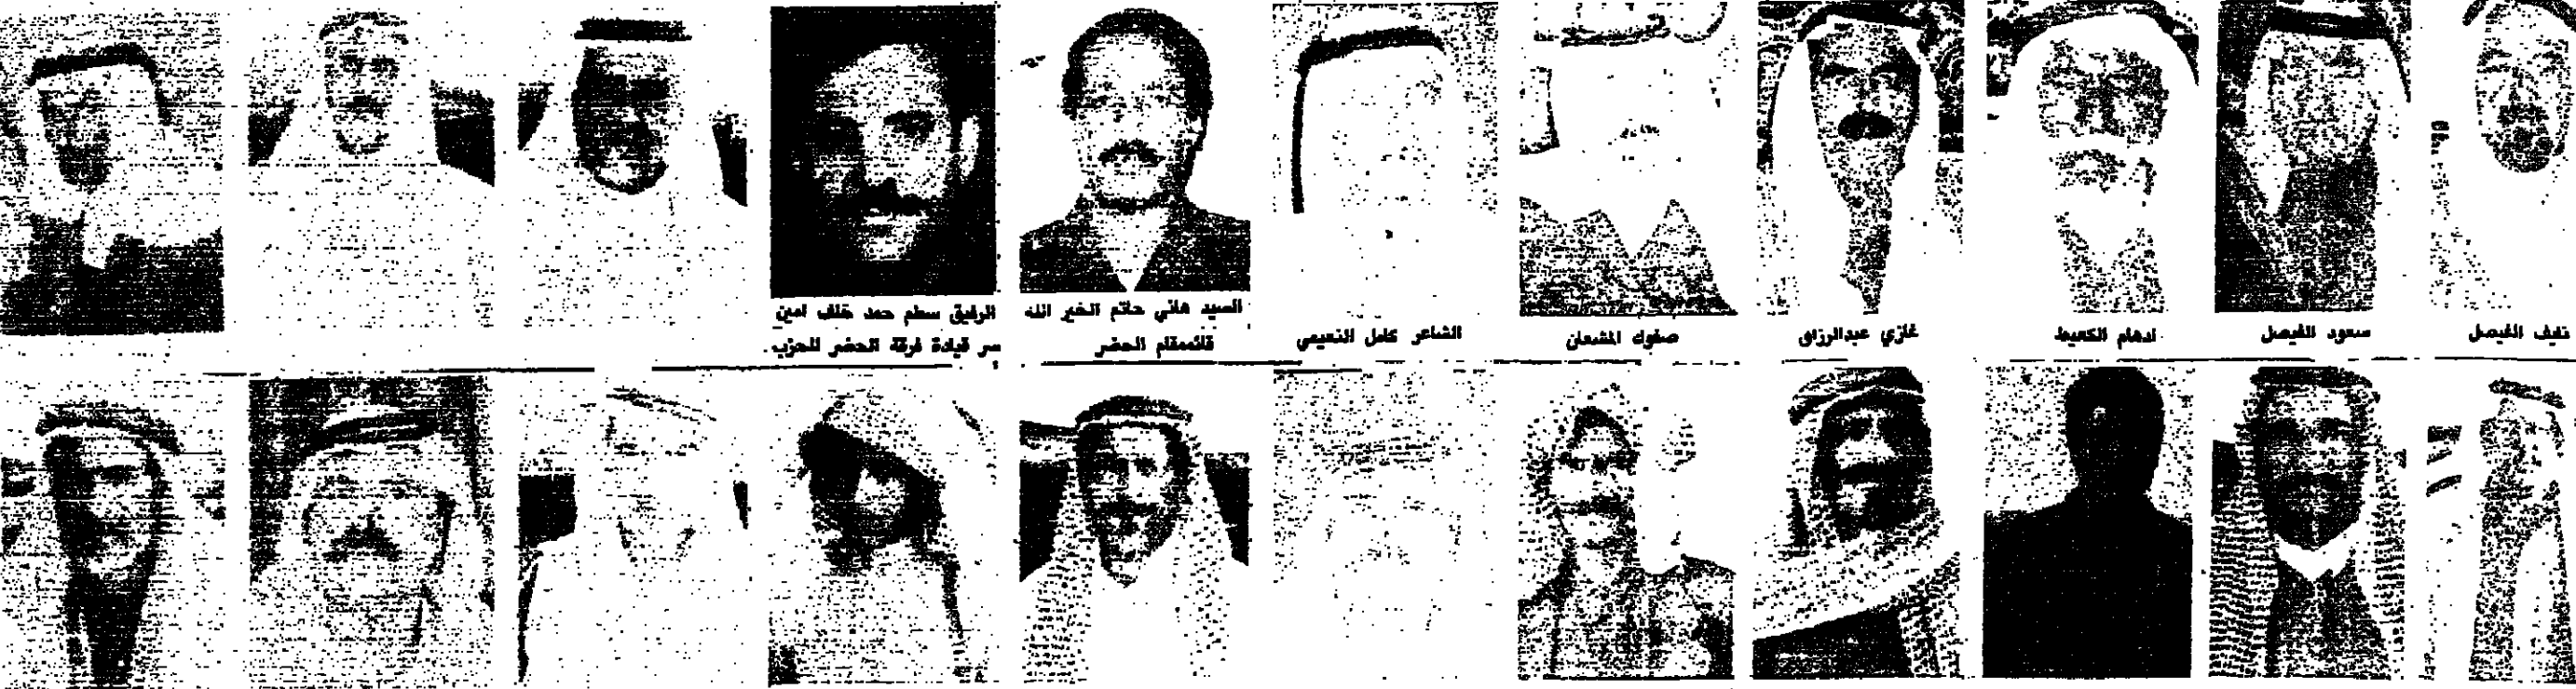 نايف الفيصل
سعود الفيصل
ادهام الكعيط
غازي عبدالرزاق
صفوك المشعان
الشاعر كامل النعيمي
السيد هاني حاتم الخير الله
قائممقام الحضر
الرفيق سطم حمد خلف امين
سر قيادة فرقة الحضر للحزب.